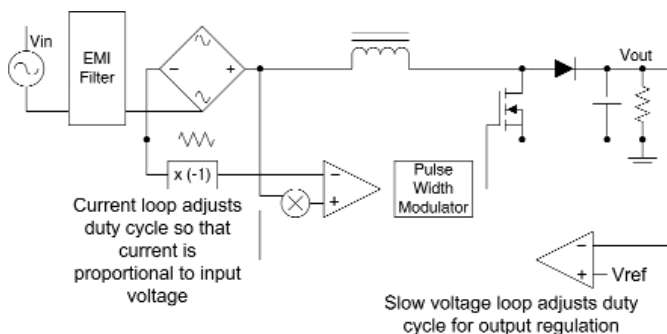 Vin
EMI
Filter
−
+
Vout
x (-1)
−
+
Pulse
Width
Modulator
Current loop adjusts
duty cycle so that
current is
proportional to input
voltage
−
+
Vref
Slow voltage loop adjusts duty
cycle for output regulation